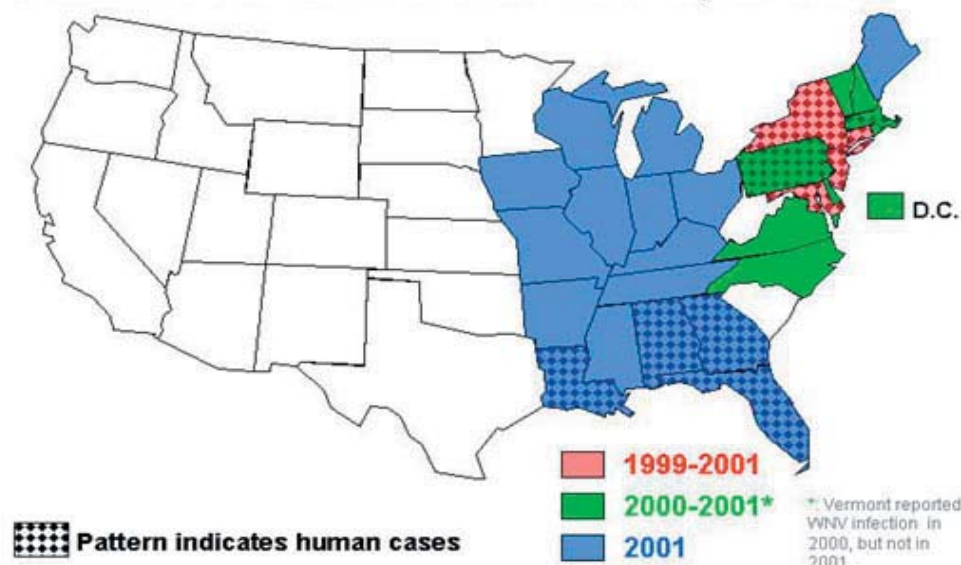 D.C.
1999-2001
2000-2001*
2001
*: Vermont reported
WNV infection in
2000, but not in
2001
Pattern indicates human cases